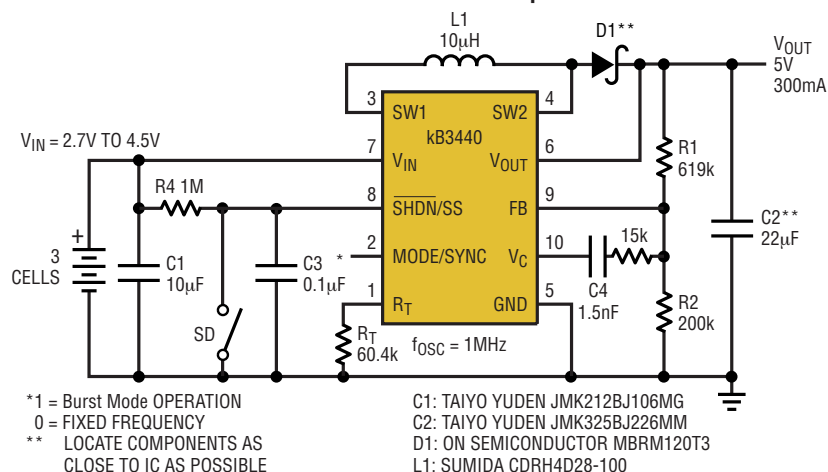 L1
10μH
D1**
VOUT
5V
300mA
3
SW1
SW2
4
kB3440
VIN = 2.7V TO 4.5V
7
VIN
VOUT
6
R1
619k
R4 1M
8
SHDN/SS
FB
9
+
3
CELLS
C1
10μF
C3
0.1μF
*
2
MODE/SYNC
VC
10
15k
C4
1.5nF
C2**
22μF
1
RT
GND
5
R2
200k
SD
RT
60.4k
fOSC = 1MHz
*1 = Burst Mode OPERATION
0 = FIXED FREQUENCY
** LOCATE COMPONENTS AS
CLOSE TO IC AS POSSIBLE
C1: TAIYO YUDEN JMK212BJ106MG
C2: TAIYO YUDEN JMK325BJ226MM
D1: ON SEMICONDUCTOR MBRM120T3
L1: SUMIDA CDRH4D28-100